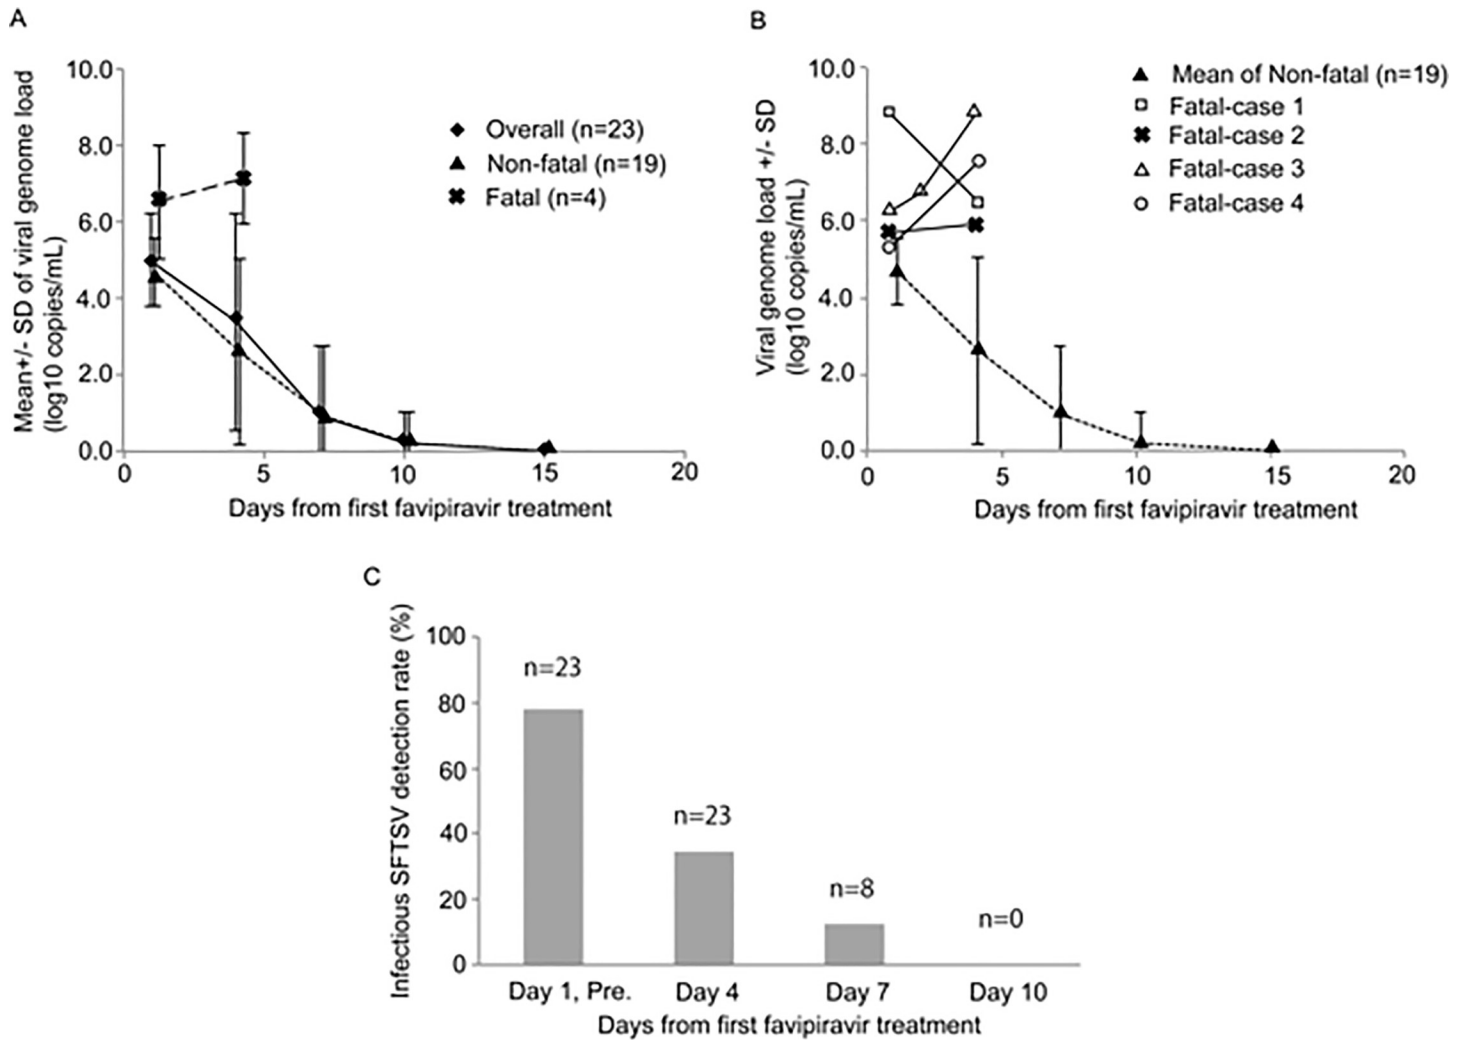 A
Mean+/- SD of viral genome load
(log10 copies/mL)
10.0
8.0
6.0
4.0
2.0
0.0
0
5
10
15
20
Days from first favipiravir treatment
Overall (n=23)
Non-fatal (n=19)
Fatal (n=4)
B
Viral genome load +/- SD
(log10 copies/mL)
10.0
8.0
6.0
4.0
2.0
0.0
0
5
10
15
20
Days from first favipiravir treatment
Mean of Non-fatal (n=19)
Fatal-case 1
Fatal-case 2
Fatal-case 3
Fatal-case 4
C
Infectious SFTSV detection rate (%)
100
80
60
40
20
0
n=23
n=23
n=8
n=0
Day 1, Pre.
Day 4
Day 7
Day 10
Days from first favipiravir treatment